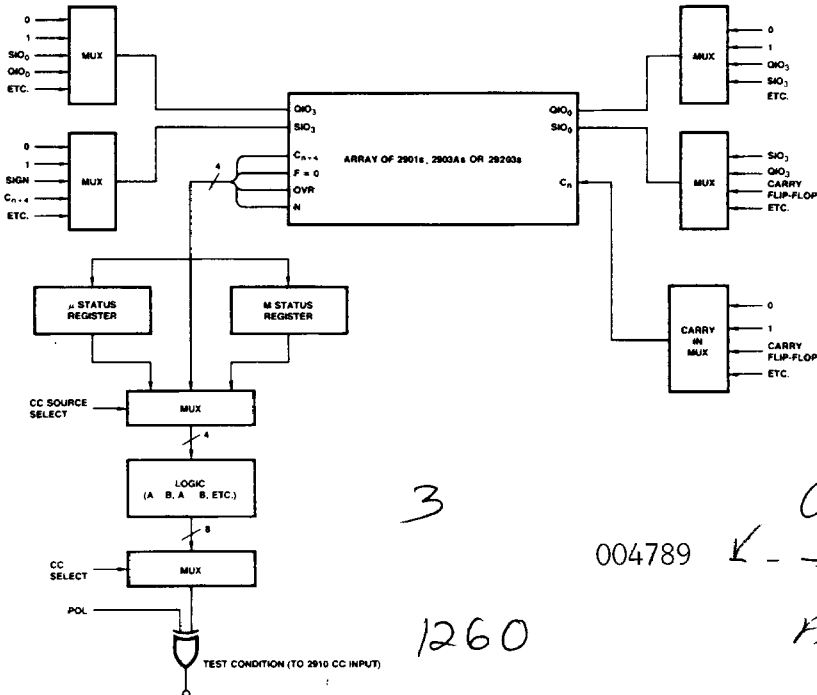 0
1
SIO0
QIO0
ETC.
MUX
0
1
SIGN
Cn+4
ETC.
MUX
QIO3
SIO3
Cn+4
F = 0
OVR
N
4
ARRAY OF 2901s, 2903As OR 29203s
QIO0
SIO0
Cn
MUX
0
1
QIO3
SIO3
ETC.
MUX
SIO3
QIO3
CARRY
FLIP-FLOP
ETC.
CARRY
IN
MUX
0
1
CARRY
FLIP-FLOP
ETC.
μ STATUS
REGISTER
M STATUS
REGISTER
CC SOURCE
SELECT
MUX
4
LOGIC
(A B, A B, ETC.)
8
CC
SELECT
MUX
POL
TEST CONDITION (TO 2910 CC INPUT)
3
004789
1260